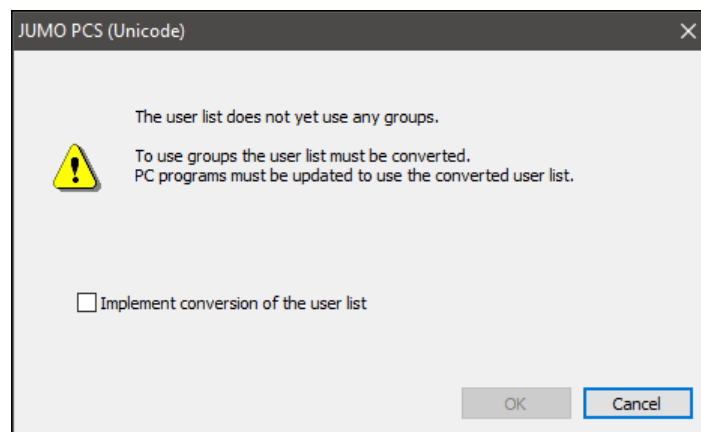 JUMO PCS (Unicode)
The user list does not yet use any groups.
To use groups the user list must be converted.
PC programs must be updated to use the converted user list.
Implement conversion of the user list
OK
Cancel